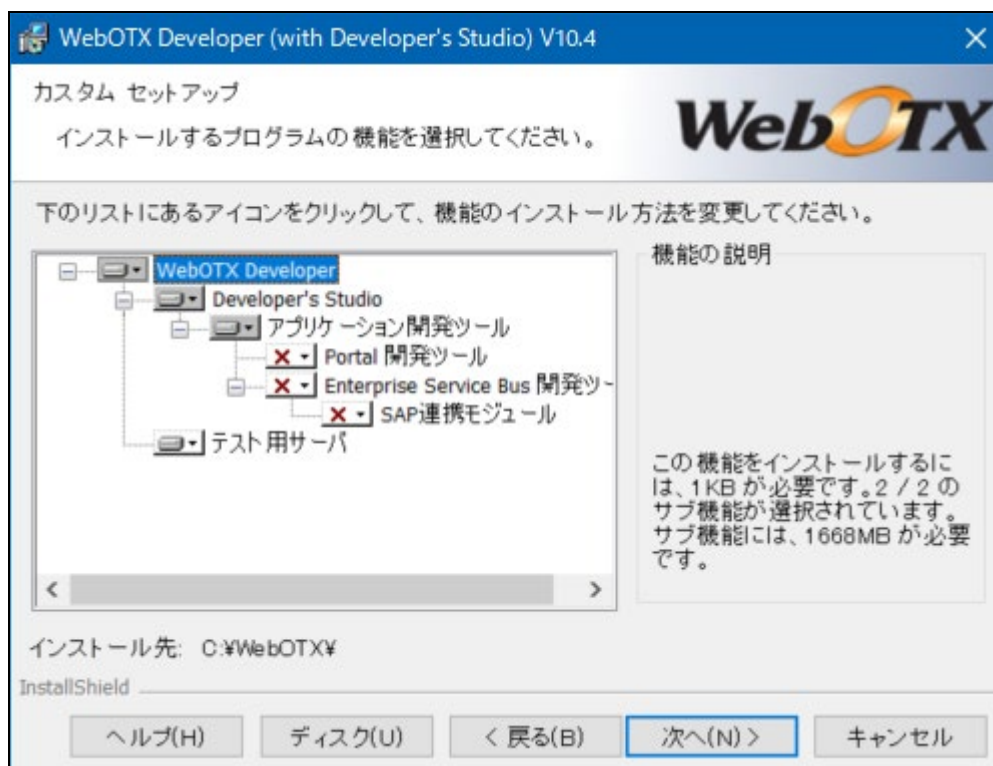 WebOTX Developer (with Developer's Studio) V10.4
カスタム セットアップ
インストールするプログラムの機能を選択してください。
WebOTX
下のリストにあるアイコンをクリックして、機能のインストール方法を変更してください。
WebOTX Developer
Developer's Studio
アプリケーション開発ツール
Portal 開発ツール
Enterprise Service Bus 開発ツー
SAP連携モジュール
テスト用サーバ
機能の説明
この機能をインストールするに
は、1KB が必要です。2 / 2 の
サブ機能が選択されています。
サブ機能には、1668MB が必要
です。
インストール先: C:¥WebOTX¥
InstallShield
ヘルプ(H) ディスク(U) < 戻る(B) 次へ(N) > キャンセル